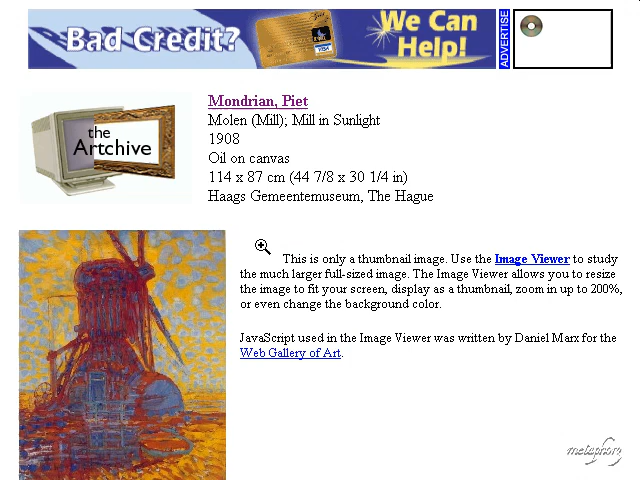 Bad Credit?
We Can
Help!
VISA
ADVERTISE
the
Artchive
Mondrian, Piet
Molen (Mill); Mill in Sunlight
1908
Oil on canvas
114 x 87 cm (44 7/8 x 30 1/4 in)
Haags Gemeentemuseum, The Hague
This is only a thumbnail image. Use the Image Viewer to study
the much larger full-sized image. The Image Viewer allows you to resize
the image to fit your screen, display as a thumbnail, zoom in up to 200%,
or even change the background color.
JavaScript used in the Image Viewer was written by Daniel Marx for the
Web Gallery of Art.